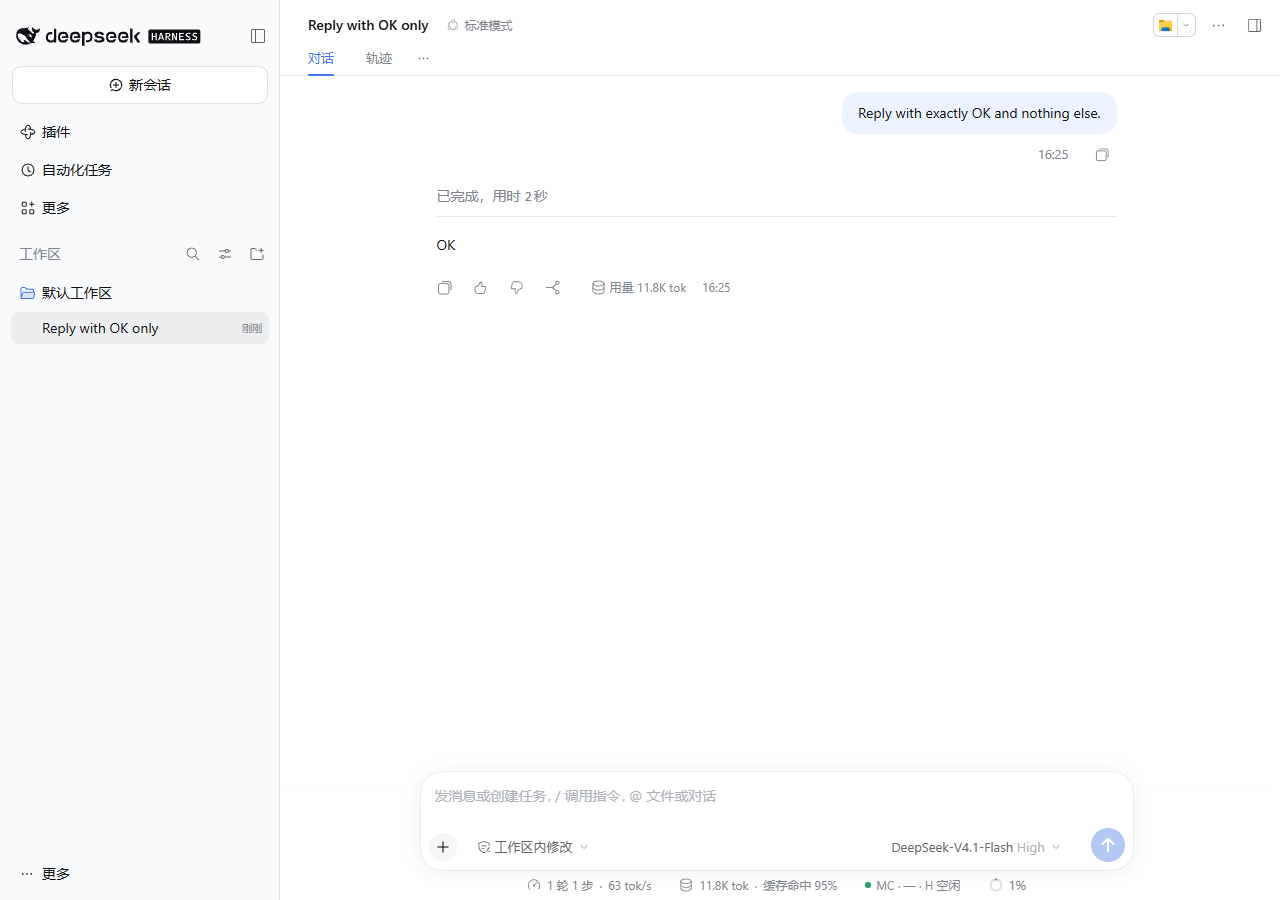 deepseek HARNESS
新会话
插件
自动化任务
更多
工作区
默认工作区
Reply with OK only 刚刚
更多
Reply with OK only 标准模式
对话 轨迹 ···
Reply with exactly OK and nothing else.
16:25
已完成，用时 2 秒
OK
用量 11.8K tok 16:25
发消息或创建任务, / 调用指令, @ 文件或对话
工作区内修改 DeepSeek-V4.1-Flash High
1 轮 1 步 · 63 tok/s 11.8K tok · 缓存命中 95% MC · — · H 空闲 1%